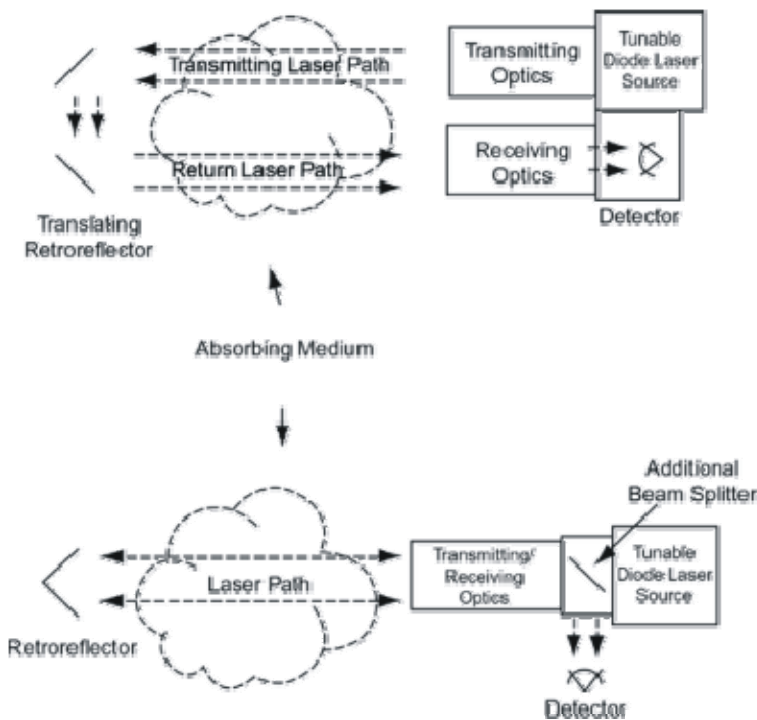 Transmitting Laser Path
Transmitting
Optics
Tunable
Diode Laser
Source
Return Laser Path
Receiving
Optics
Detector
Translating
Retroreflector
Absorbing Medium
Additional
Beam Splitter
Laser Path
Transmitting/
Receiving
Optics
Tunable
Diode Laser
Source
Retroreflector
Detector